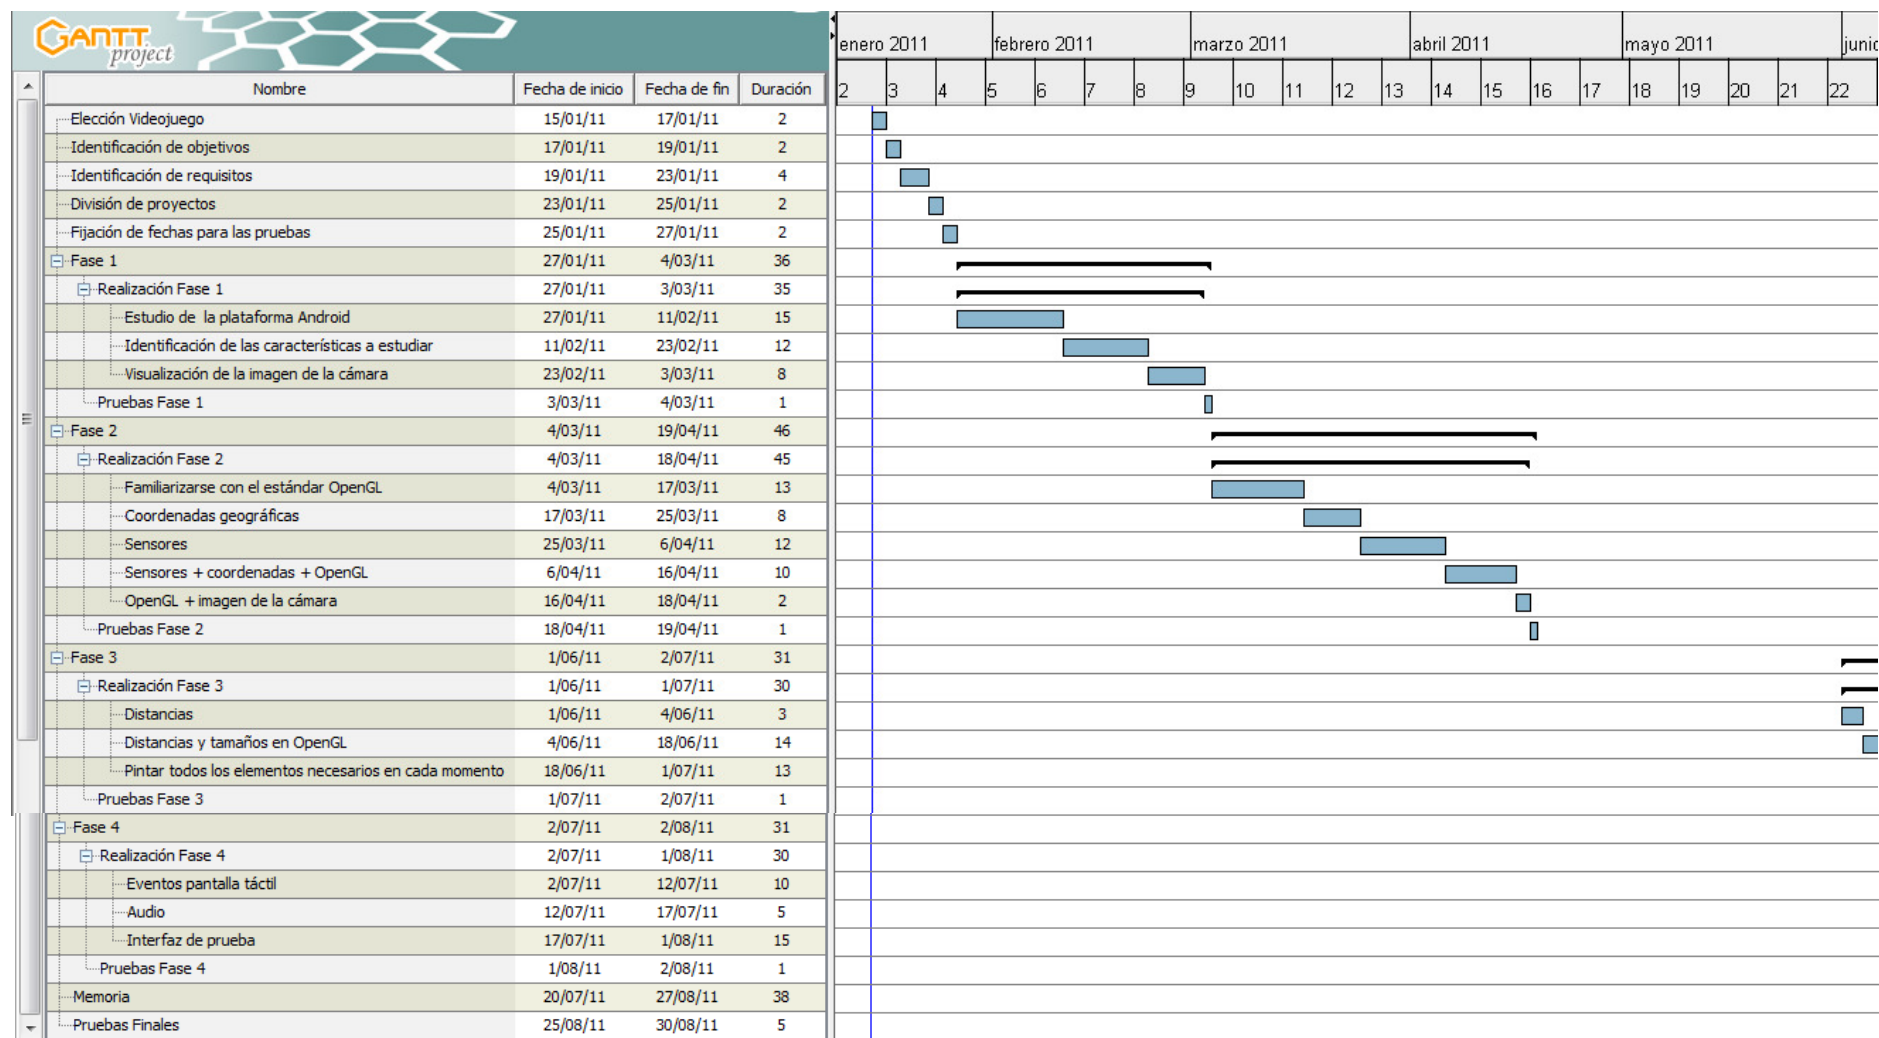 GANTT
project
enero 2011 febrero 2011 marzo 2011 abril 2011 mayo 2011
Nombre Fecha de inicio Fecha de fin Duración 2 3 4 5 6 7 8 9 10 11 12 13 14 15 16 17 18 19 20 21 22
Elección Videojuego 15/01/11 17/01/11 2
Identificación de objetivos 17/01/11 19/01/11 2
Identificación de requisitos 19/01/11 23/01/11 4
División de proyectos 23/01/11 25/01/11 2
Fijación de fechas para las pruebas 25/01/11 27/01/11 2
Fase 1 27/01/11 4/03/11 36
Realización Fase 1 27/01/11 3/03/11 35
Estudio de la plataforma Android 27/01/11 11/02/11 15
Identificación de las características a estudiar 11/02/11 23/02/11 12
Visualización de la imagen de la cámara 23/02/11 3/03/11 8
Pruebas Fase 1 3/03/11 4/03/11 1
Fase 2 4/03/11 19/04/11 46
Realización Fase 2 4/03/11 18/04/11 45
Familiarizarse con el estándar OpenGL 4/03/11 17/03/11 13
Coordenadas geográficas 17/03/11 25/03/11 8
Sensores 25/03/11 6/04/11 12
Sensores + coordenadas + OpenGL 6/04/11 16/04/11 10
OpenGL + imagen de la cámara 16/04/11 18/04/11 2
Pruebas Fase 2 18/04/11 19/04/11 1
Fase 3 1/06/11 2/07/11 31
Realización Fase 3 1/06/11 1/07/11 30
Distancias 1/06/11 4/06/11 3
Distancias y tamaños en OpenGL 4/06/11 18/06/11 14
Pintar todos los elementos necesarios en cada momento 18/06/11 1/07/11 13
Pruebas Fase 3 1/07/11 2/07/11 1
Fase 4 2/07/11 2/08/11 31
Realización Fase 4 2/07/11 1/08/11 30
Eventos pantalla táctil 2/07/11 12/07/11 10
Audio 12/07/11 17/07/11 5
Interfaz de prueba 17/07/11 1/08/11 15
Pruebas Fase 4 1/08/11 2/08/11 1
Memoria 20/07/11 27/08/11 38
Pruebas Finales 25/08/11 30/08/11 5